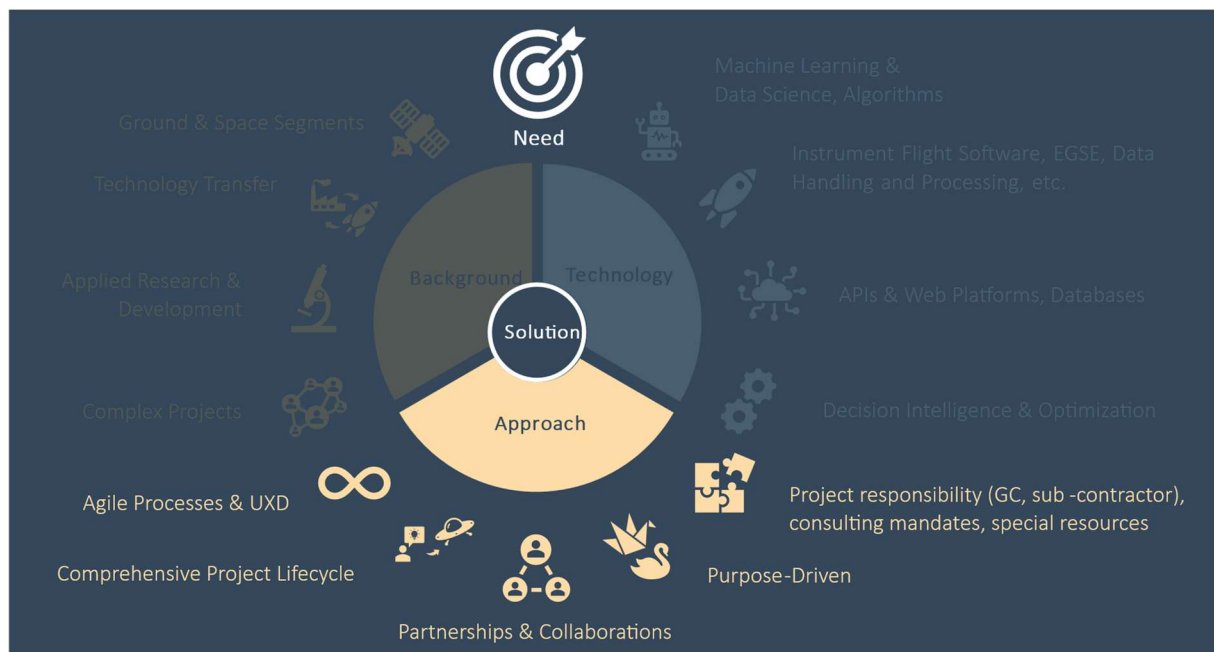 Need
Machine Learning &
Data Science, Algorithms
Ground & Space Segments
Instrument Flight Software, EGSE, Data
Handling and Processing, etc.
Technology Transfer
Background
Technology
Applied Research &
Development
APIs & Web Platforms, Databases
Solution
Complex Projects
Decision Intelligence & Optimization
Approach
Agile Processes & UXD
Project responsibility (GC, sub-contractor),
consulting mandates, special resources
Comprehensive Project Lifecycle
Purpose-Driven
Partnerships & Collaborations